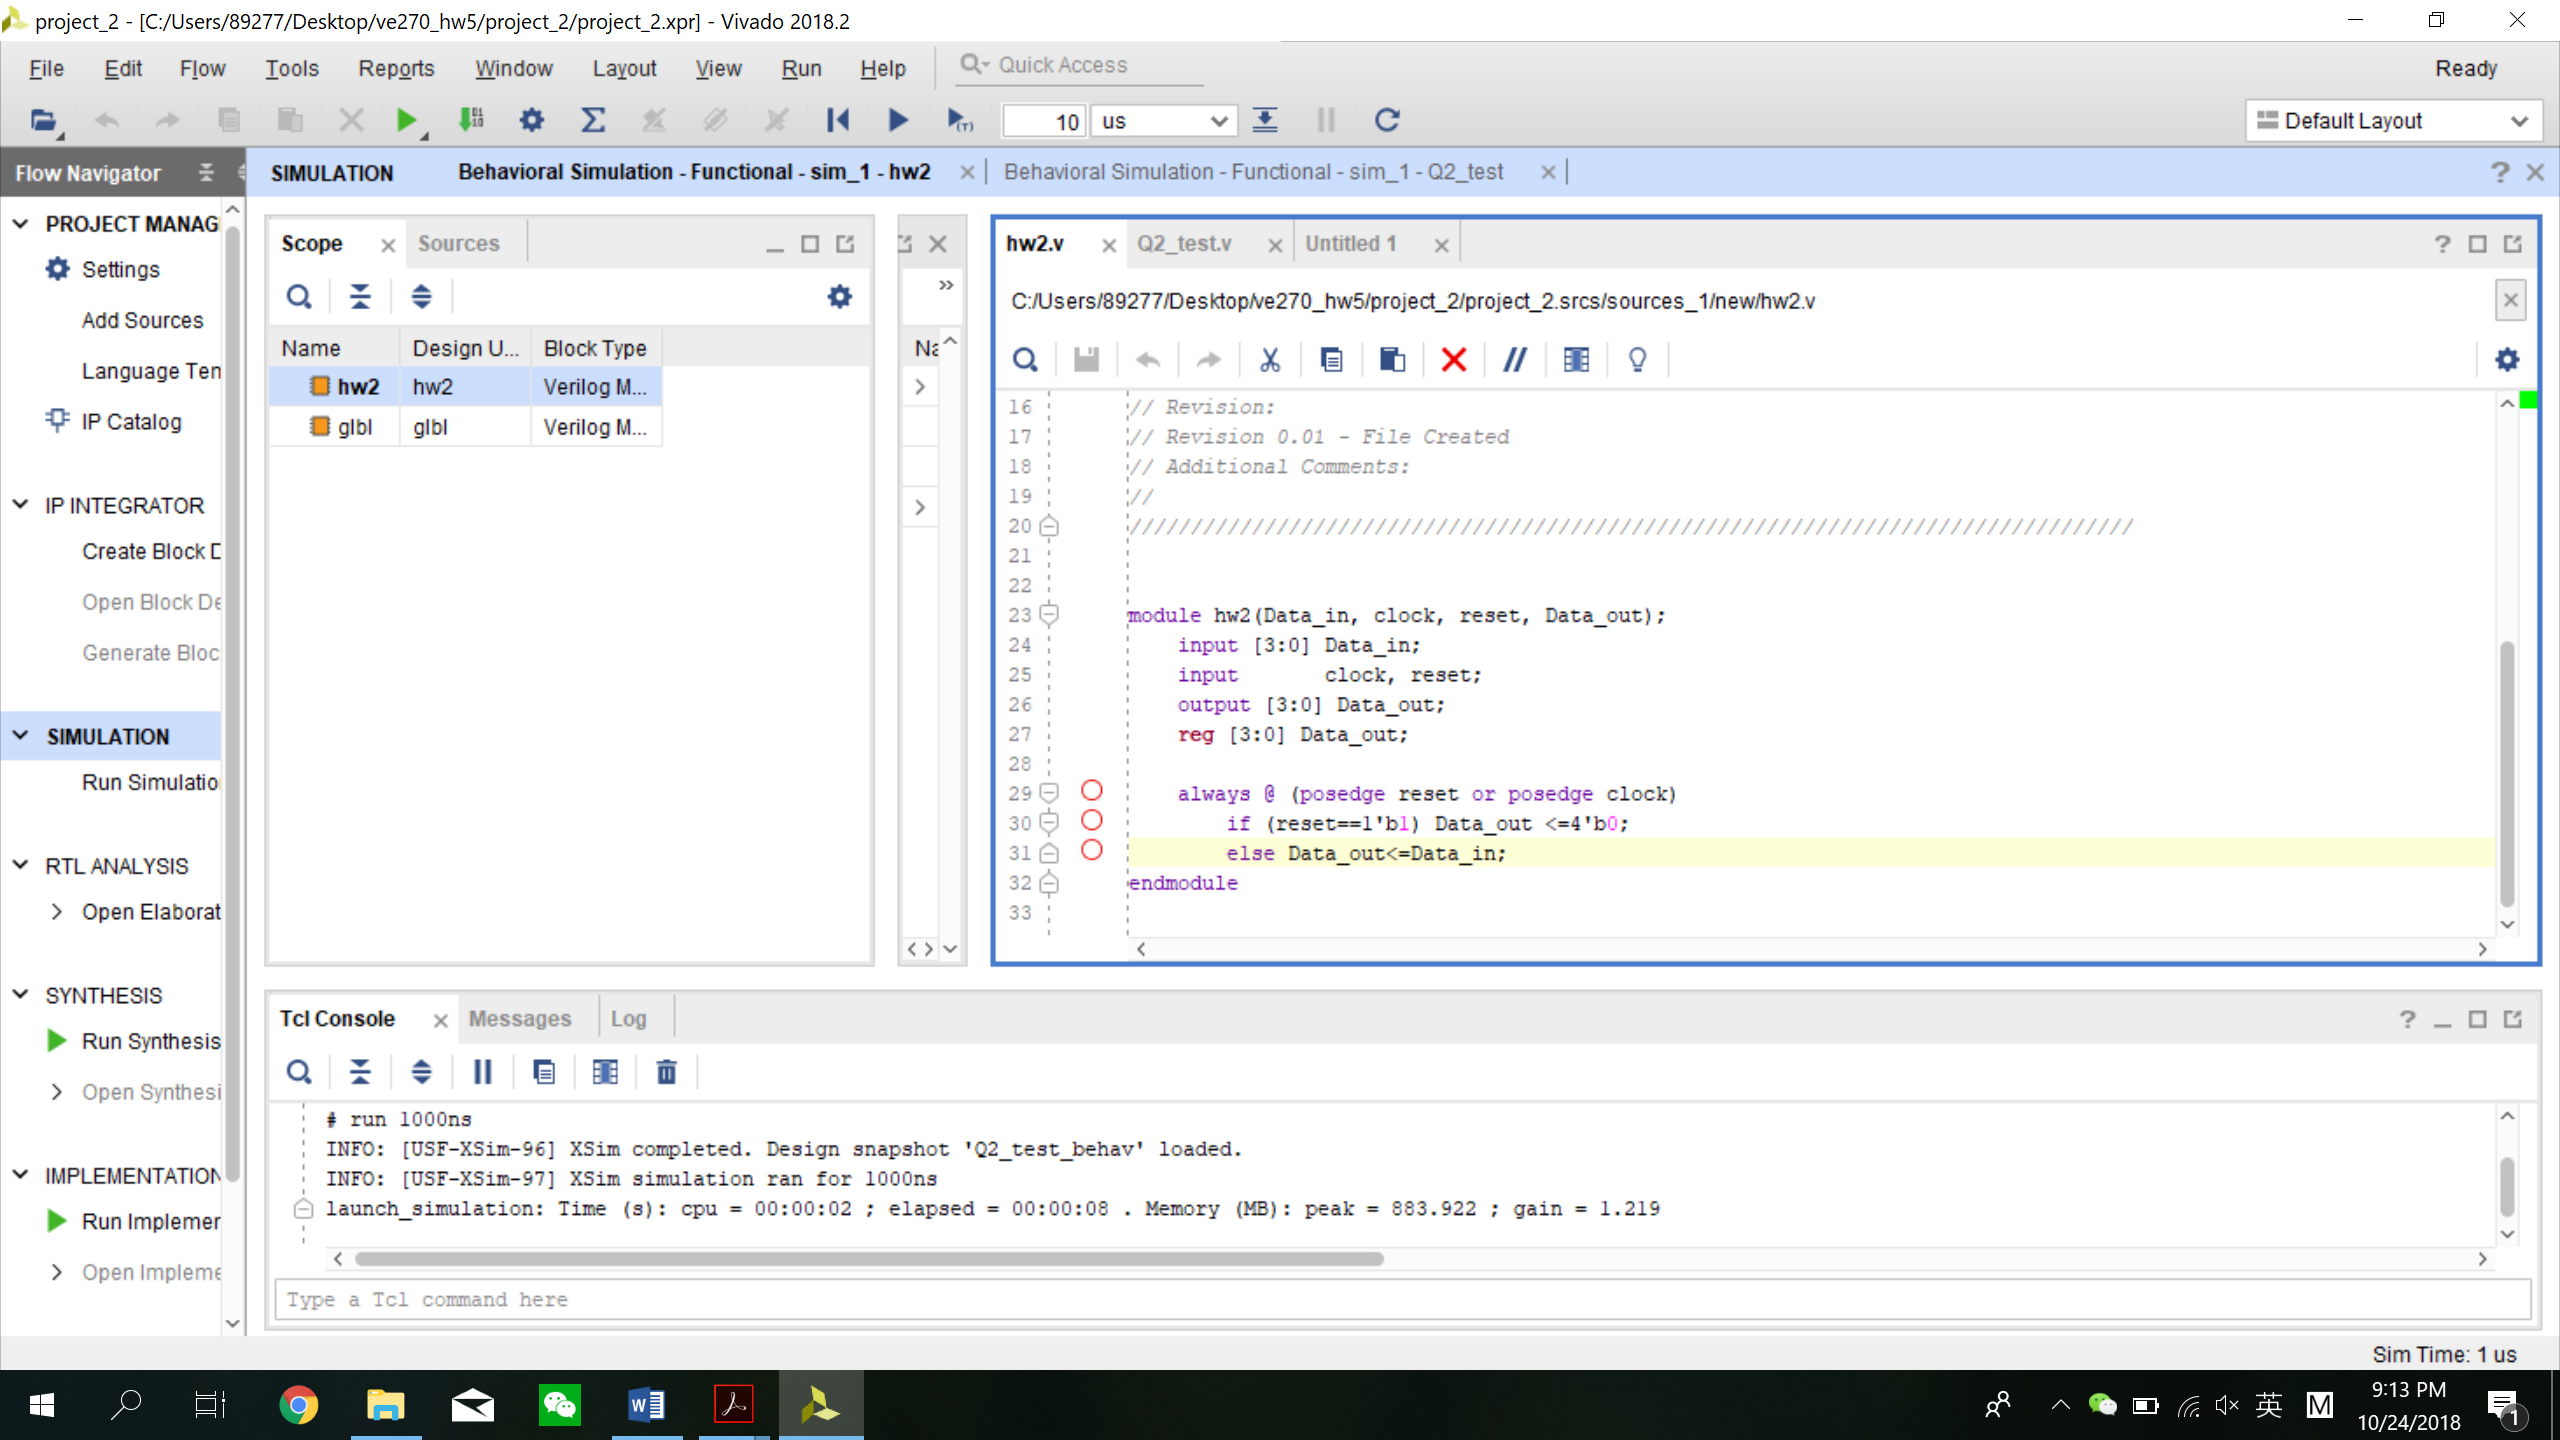 project_2 - [C:/Users/89277/Desktop/ve270_hw5/project_2/project_2.xpr] - Vivado 2018.2
File Edit Flow Tools Reports Window Layout View Run Help Quick Access Ready
10 us Default Layout
Flow Navigator
SIMULATION Behavioral Simulation - Functional - sim_1 - hw2 Behavioral Simulation - Functional - sim_1 - Q2_test ?
PROJECT MANAG
Settings
Add Sources
Language Ten
IP Catalog
IP INTEGRATOR
Create Block D
Open Block De
Generate Bloc
SIMULATION
Run Simulatio
RTL ANALYSIS
Open Elaborat
SYNTHESIS
Run Synthesis
Open Synthesi
IMPLEMENTATION
Run Implemer
Open Impleme
Scope Sources
Name Design U... Block Type
hw2 hw2 Verilog M...
glbl glbl Verilog M...
Na
hw2.v Q2_test.v Untitled 1 ?
C:/Users/89277/Desktop/ve270_hw5/project_2/project_2.srcs/sources_1/new/hw2.v
16 // Revision:
17 // Revision 0.01 - File Created
18 // Additional Comments:
19 //
20 //////////////////////////////////////////////////////////////////////////////////
21
22
23 module hw2(Data_in, clock, reset, Data_out);
24 input [3:0] Data_in;
25 input clock, reset;
26 output [3:0] Data_out;
27 reg [3:0] Data_out;
28
29 always @ (posedge reset or posedge clock)
30 if (reset==1'b1) Data_out <=4'b0;
31 else Data_out<=Data_in;
32 endmodule
33
Tcl Console Messages Log ?
# run 1000ns
INFO: [USF-XSim-96] XSim completed. Design snapshot 'Q2_test_behav' loaded.
INFO: [USF-XSim-97] XSim simulation ran for 1000ns
launch_simulation: Time (s): cpu = 00:00:02 ; elapsed = 00:00:08 . Memory (MB): peak = 883.922 ; gain = 1.219
Type a Tcl command here
Sim Time: 1 us
英 M 9:13 PM
10/24/2018 1